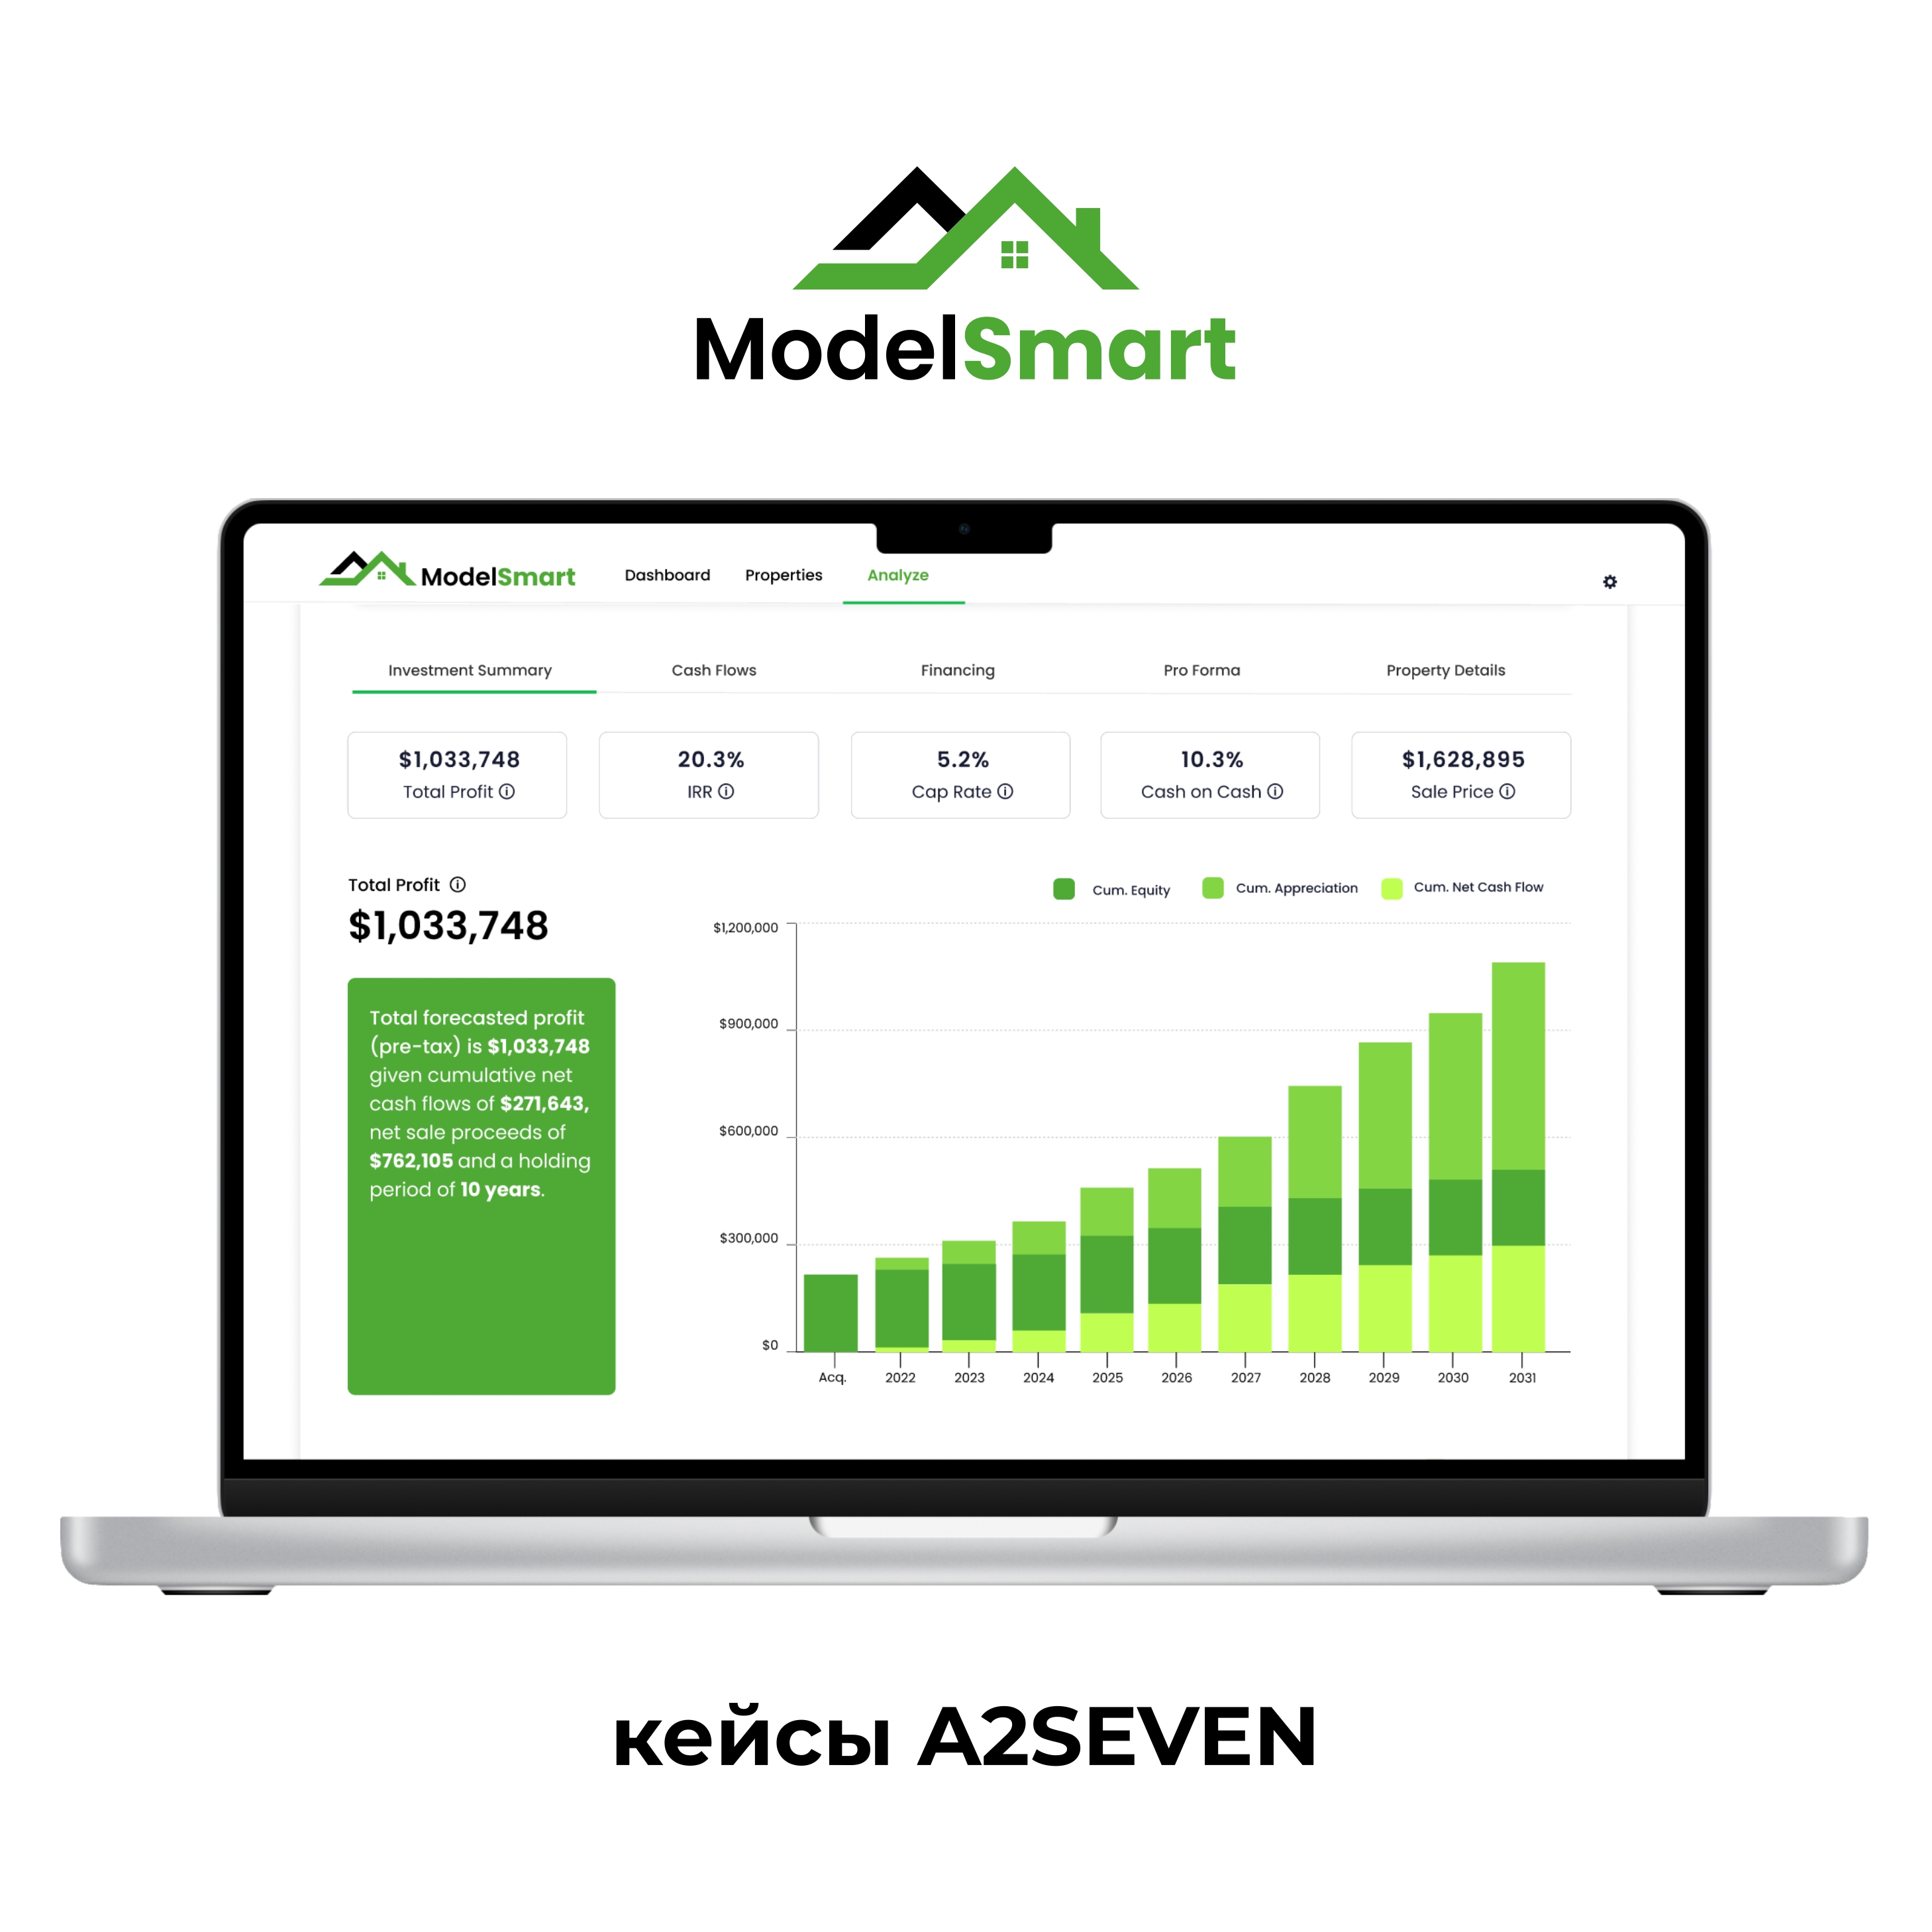 ModelSmart
ModelSmart Dashboard Properties Analyze
Investment Summary Cash Flows Financing Pro Forma Property Details
$1,033,748 20.3% 5.2% 10.3% $1,628,895
Total Profit IRR Cap Rate Cash on Cash Sale Price
Total Profit
$1,033,748
Total forecasted profit
(pre-tax) is $1,033,748
given cumulative net
cash flows of $271,643,
net sale proceeds of
$762,105 and a holding
period of 10 years.
Cum. Equity Cum. Appreciation Cum. Net Cash Flow
$1,200,000
$900,000
$600,000
$300,000
$0
Acq. 2022 2023 2024 2025 2026 2027 2028 2029 2030 2031
кейсы A2SEVEN